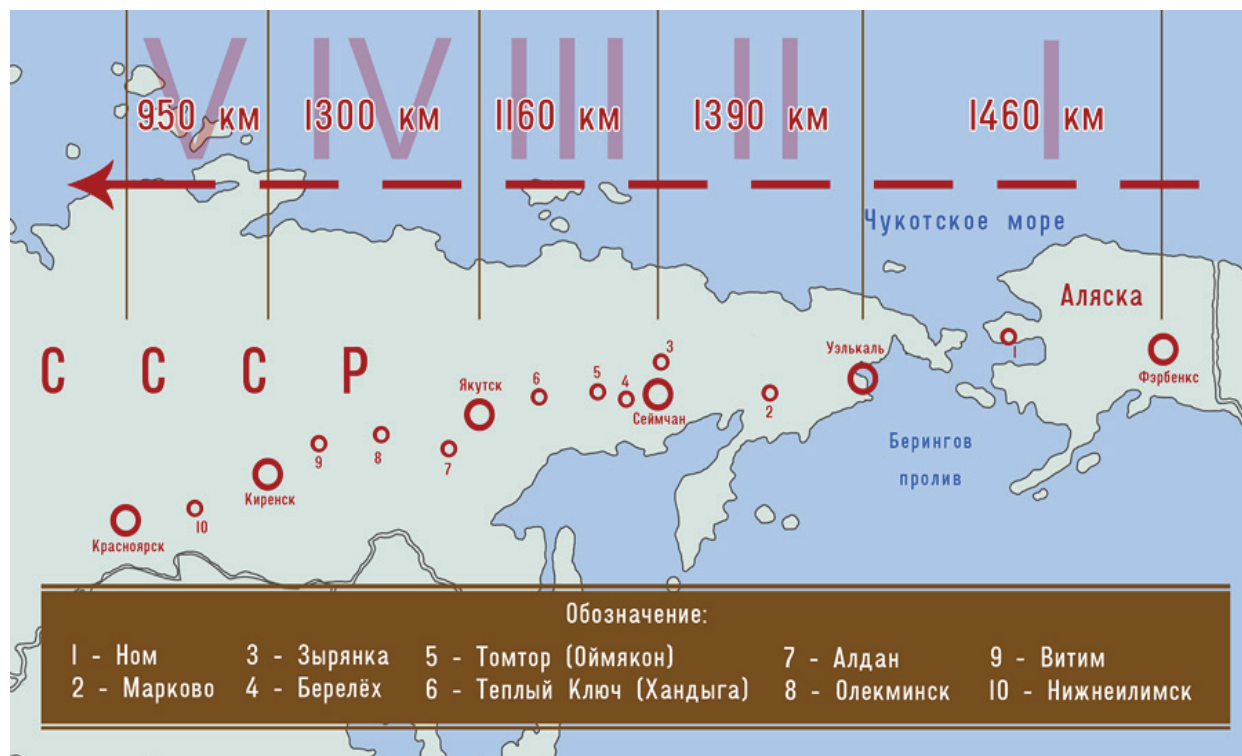 V IV III II I
950 км 1300 км 1160 км 1390 км 1460 км
Чукотское море
Аляска
С С С Р
Уэлькаль
1
Фэрбенкс
3
Якутск
6
5
4
Сеймчан
2
Берингов
пролив
9
8
7
Киренск
10
Красноярск
Обозначение:
1 - Ном
2 - Марково
3 - Зырянка
4 - Берелёх
5 - Томтор (Оймякон)
6 - Теплый Ключ (Хандыга)
7 - Алдан
8 - Олекминск
9 - Витим
10 - Нижнеилимск